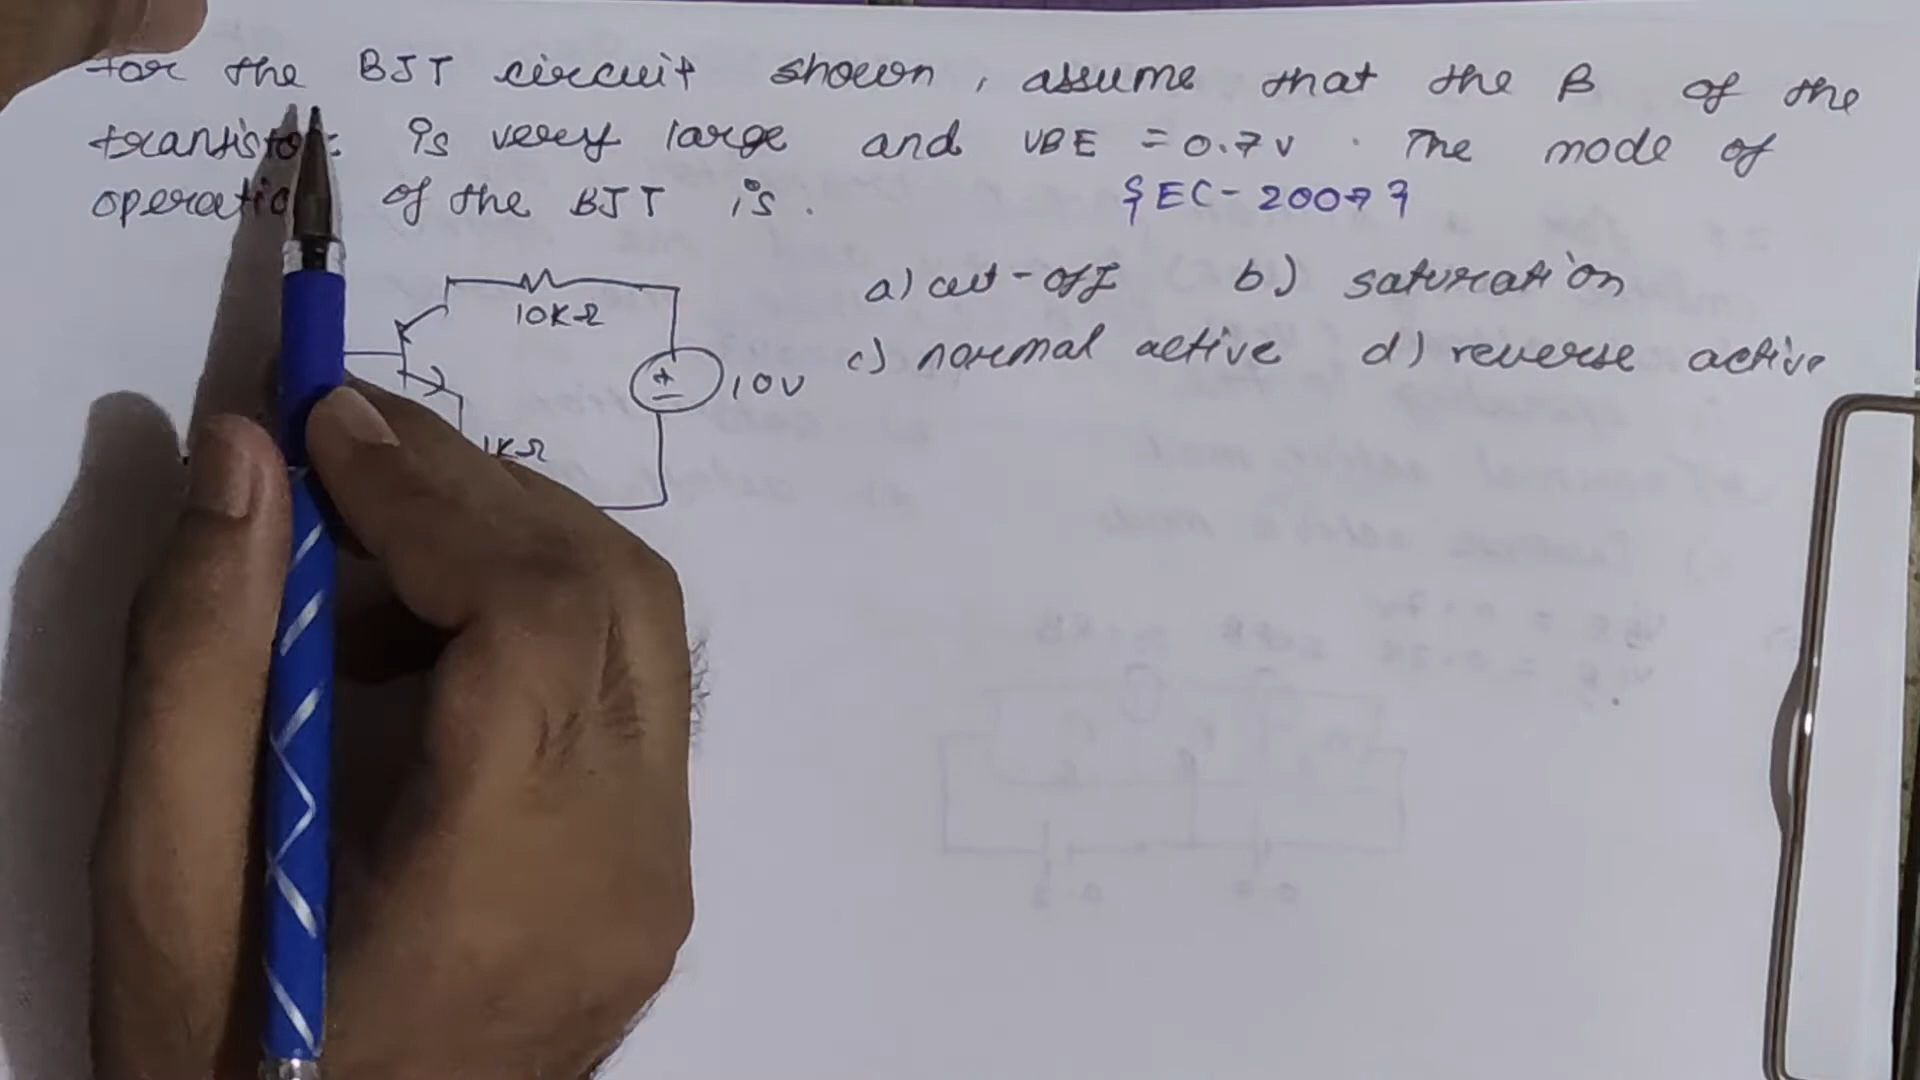 For the BJT circuit shown, assume that the β of the
transistor is very large and VBE = 0.7V. The mode of
operation of the BJT is. {EC-2007}
a) cut-off b) saturation
10KΩ
c) normal active d) reverse active
+
-
10V
1KΩ